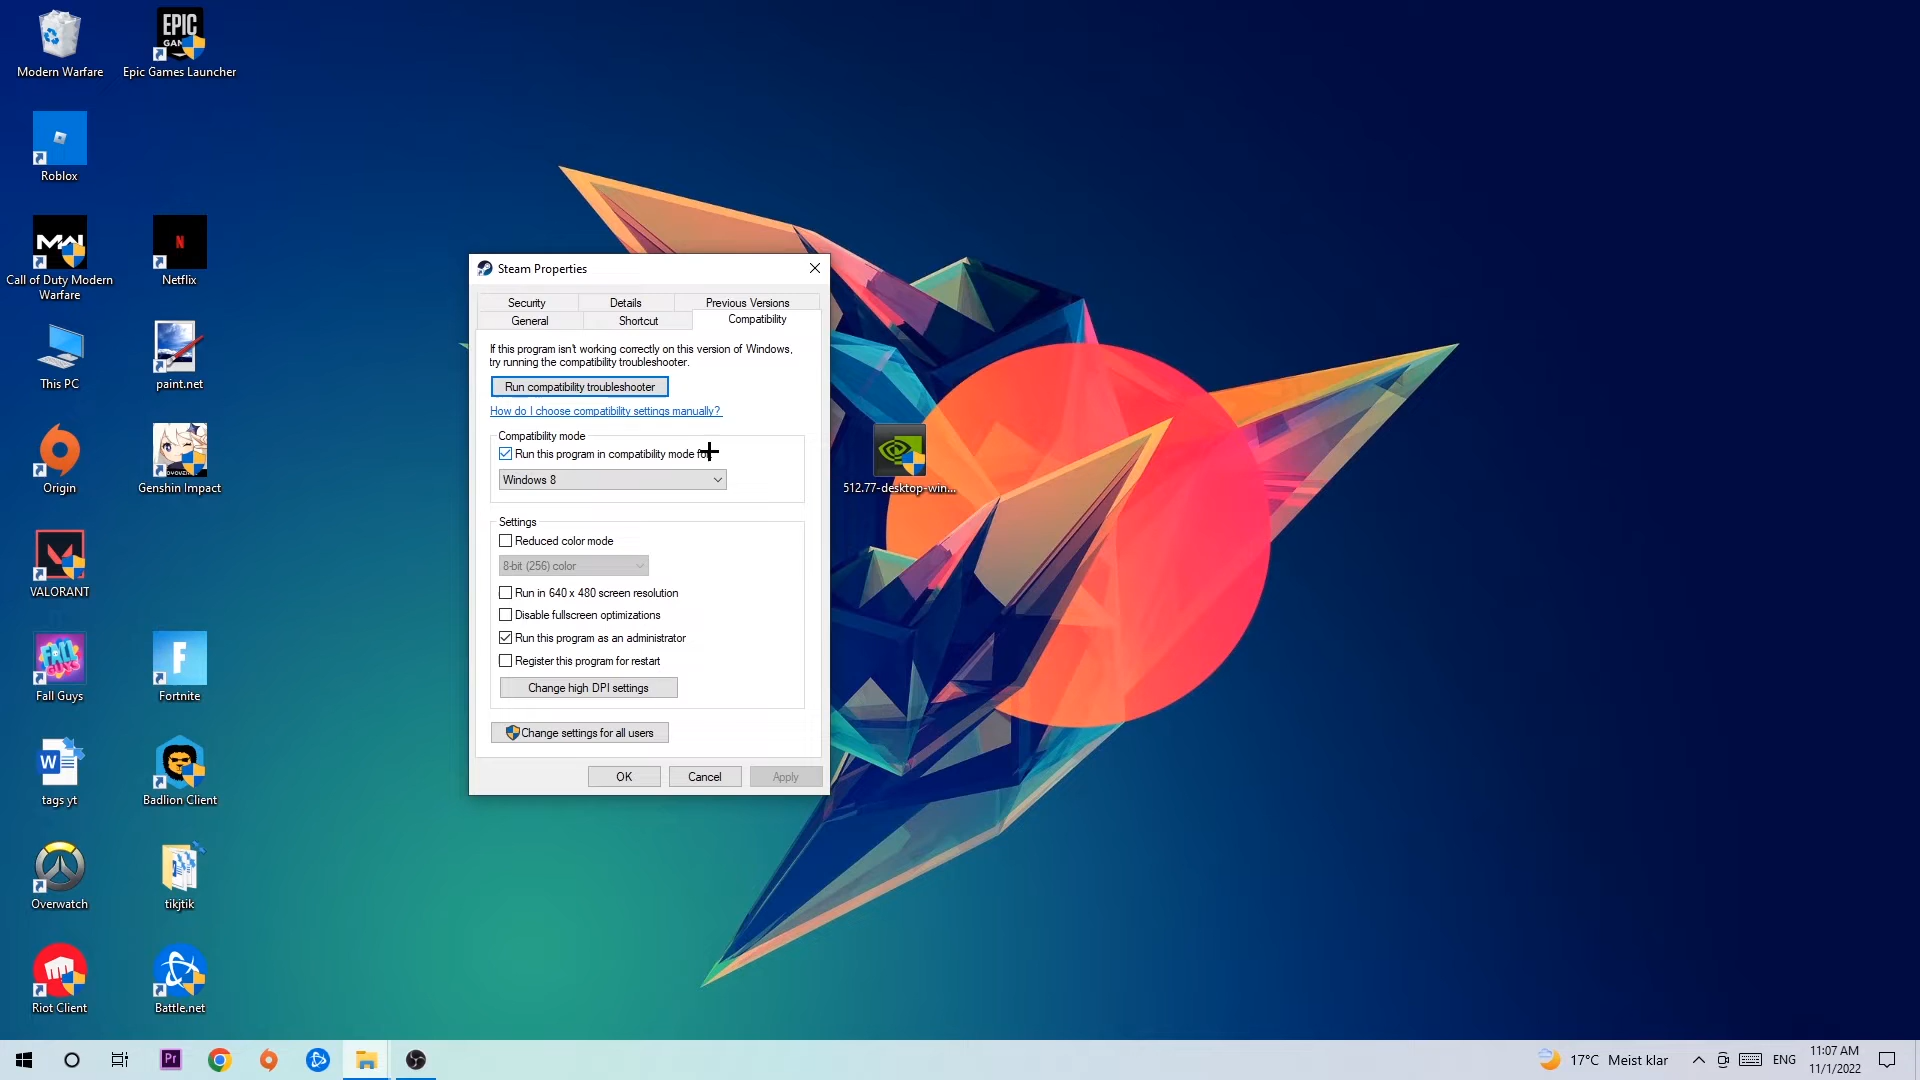 Modern Warfare
EPIC
GAM
Epic Games Launcher
Roblox
MW
Call of Duty Modern
Warfare
N
Netflix
This PC
paint.net
Origin
Genshin Impact
VALORANT
FALL
Fall Guys
F
Fortnite
W
tags yt
Badlion Client
Overwatch
tikjtik
Riot Client
Battle.net
Steam Properties
Security
Details
Previous Versions
General
Shortcut
Compatibility
If this program isn't working correctly on this version of Windows,
try running the compatibility troubleshooter.
Run compatibility troubleshooter
How do I choose compatibility settings manually?
Compatibility mode
Run this program in compatibility mode for
Windows 8
Settings
Reduced color mode
8-bit (256) color
Run in 640 x 480 screen resolution
Disable fullscreen optimizations
Run this program as an administrator
Register this program for restart
Change high DPI settings
Change settings for all users
OK
Cancel
Apply
512.77-desktop-win...
Pr
17°C Meist klar
ENG
11:07 AM
11/1/2022